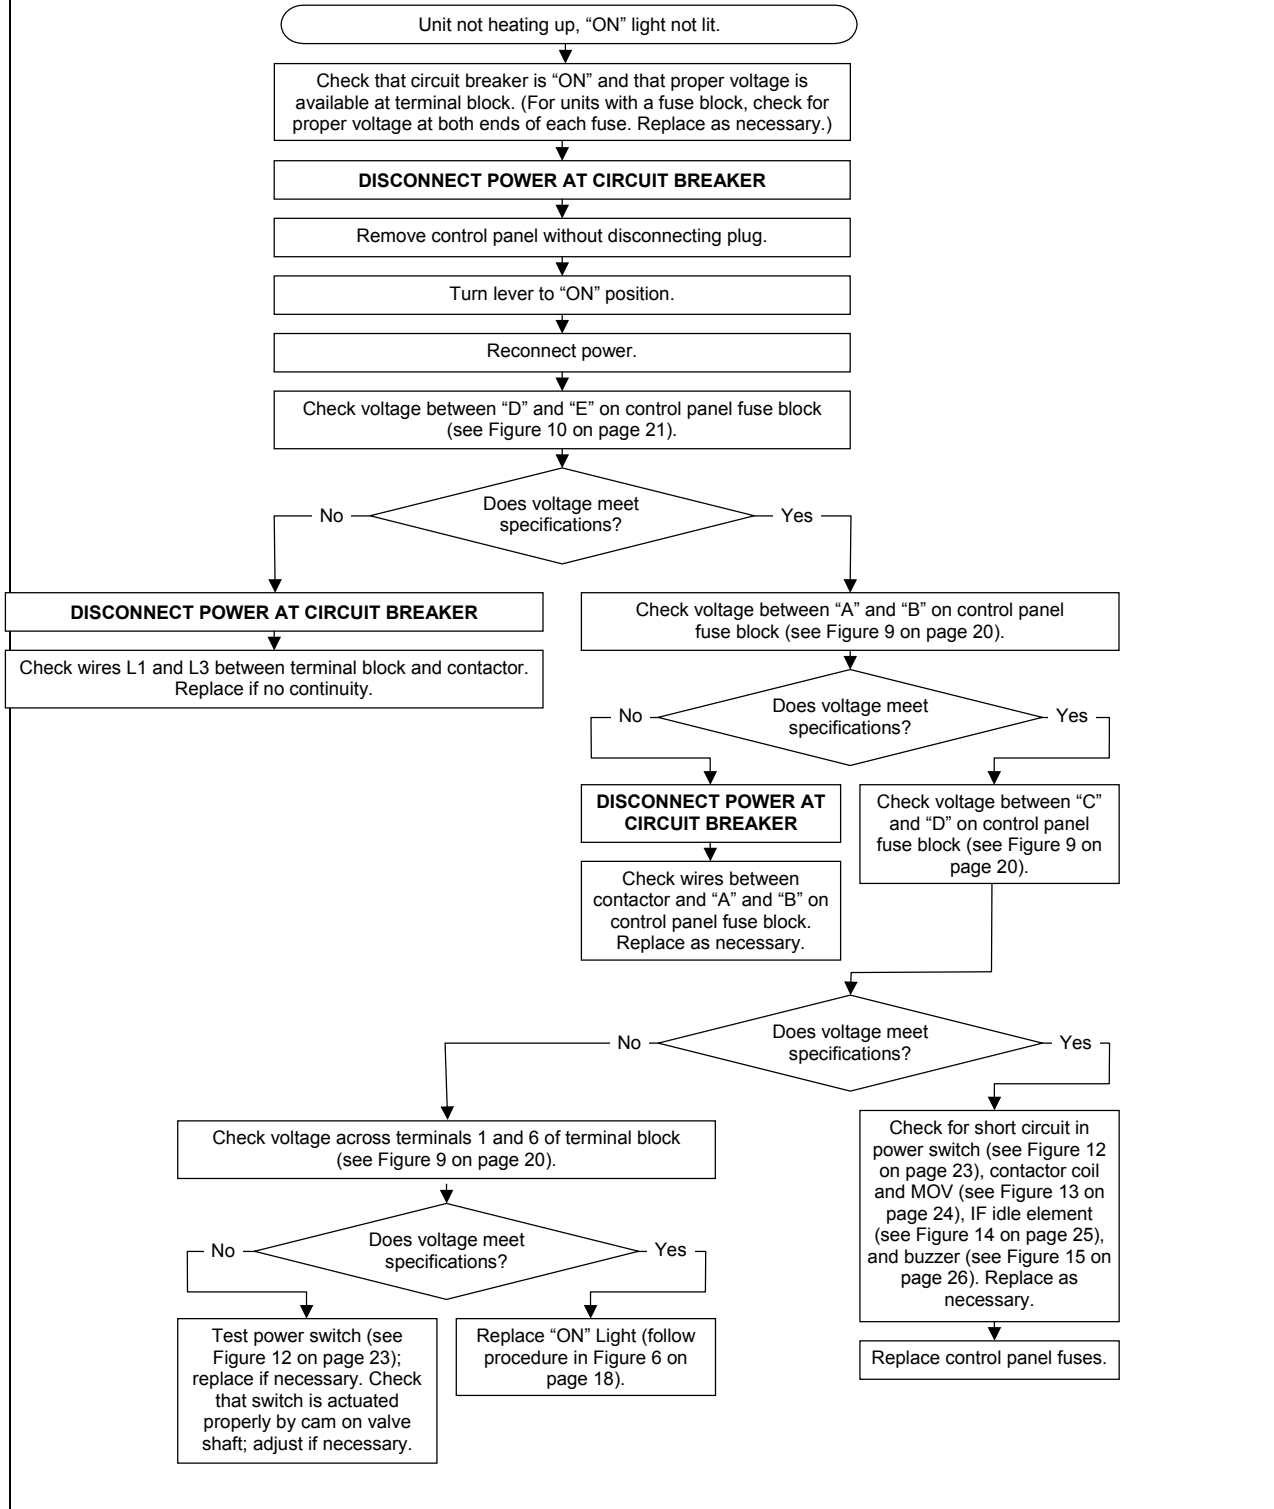 Unit not heating up, “ON” light not lit.
Check that circuit breaker is “ON” and that proper voltage is
available at terminal block. (For units with a fuse block, check for
proper voltage at both ends of each fuse. Replace as necessary.)
DISCONNECT POWER AT CIRCUIT BREAKER
Remove control panel without disconnecting plug.
Turn lever to “ON” position.
Reconnect power.
Check voltage between “D” and “E” on control panel fuse block
(see Figure 10 on page 21).
Does voltage meet
specifications?
No
Yes
DISCONNECT POWER AT CIRCUIT BREAKER
Check wires L1 and L3 between terminal block and contactor.
Replace if no continuity.
Check voltage between “A” and “B” on control panel
fuse block (see Figure 9 on page 20).
Does voltage meet
specifications?
No
Yes
DISCONNECT POWER AT
CIRCUIT BREAKER
Check wires between
contactor and “A” and “B” on
control panel fuse block.
Replace as necessary.
Check voltage between “C”
and “D” on control panel
fuse block (see Figure 9 on
page 20).
Does voltage meet
specifications?
No
Yes
Check voltage across terminals 1 and 6 of terminal block
(see Figure 9 on page 20).
Does voltage meet
specifications?
No
Yes
Test power switch (see
Figure 12 on page 23);
replace if necessary. Check
that switch is actuated
properly by cam on valve
shaft; adjust if necessary.
Replace “ON” Light (follow
procedure in Figure 6 on
page 18).
Check for short circuit in
power switch (see Figure 12
on page 23), contactor coil
and MOV (see Figure 13 on
page 24), IF idle element
(see Figure 14 on page 25),
and buzzer (see Figure 15 on
page 26). Replace as
necessary.
Replace control panel fuses.